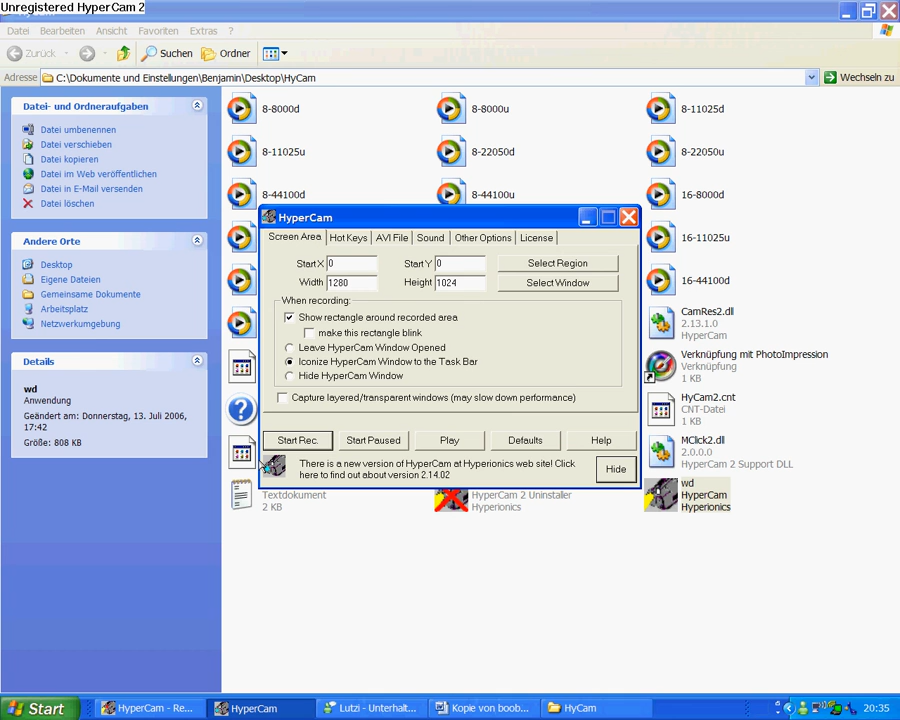 Unregistered HyperCam 2
Datei Bearbeiten Ansicht Favoriten Extras ?
Zurück Suchen Ordner
Adresse C:\Dokumente und Einstellungen\Benjamin\Desktop\HyCam Wechseln zu
Datei- und Ordneraufgaben
Datei umbenennen
Datei verschieben
Datei kopieren
Datei im Web veröffentlichen
Datei in E-Mail versenden
Datei löschen
Andere Orte
Desktop
Eigene Dateien
Gemeinsame Dokumente
Arbeitsplatz
Netzwerkumgebung
Details
wd
Anwendung
Geändert am: Donnerstag, 13. Juli 2006,
17:42
Größe: 808 KB
8-8000d 8-8000u 8-11025d
8-11025u 8-22050d 8-22050u
8-44100d 8-44100u 16-8000d
16-11025u
16-44100d
CamRes2.dll
2.13.1.0
HyperCam
Verknüpfung mit PhotoImpression
Verknüpfung
1 KB
HyCam2.cnt
CNT-Datei
1 KB
MClick2.dll
2.0.0.0
HyperCam 2 Support DLL
Textdokument
2 KB
HyperCam 2 Uninstaller
Hyperionics
wd
HyperCam
Hyperionics
HyperCam
Screen Area Hot Keys AVI File Sound Other Options License
Start X 0 Start Y 0 Select Region
Width 1280 Height 1024 Select Window
When recording:
Show rectangle around recorded area
make this rectangle blink
Leave HyperCam Window Opened
Iconize HyperCam Window to the Task Bar
Hide HyperCam Window
Capture layered/transparent windows (may slow down performance)
Start Rec. Start Paused Play Defaults Help
There is a new version of HyperCam at Hyperionics web site! Click
here to find out about version 2.14.02
Hide
Start HyperCam - Re... HyperCam Lutzi - Unterhalt... Kopie von boob... HyCam 20:35